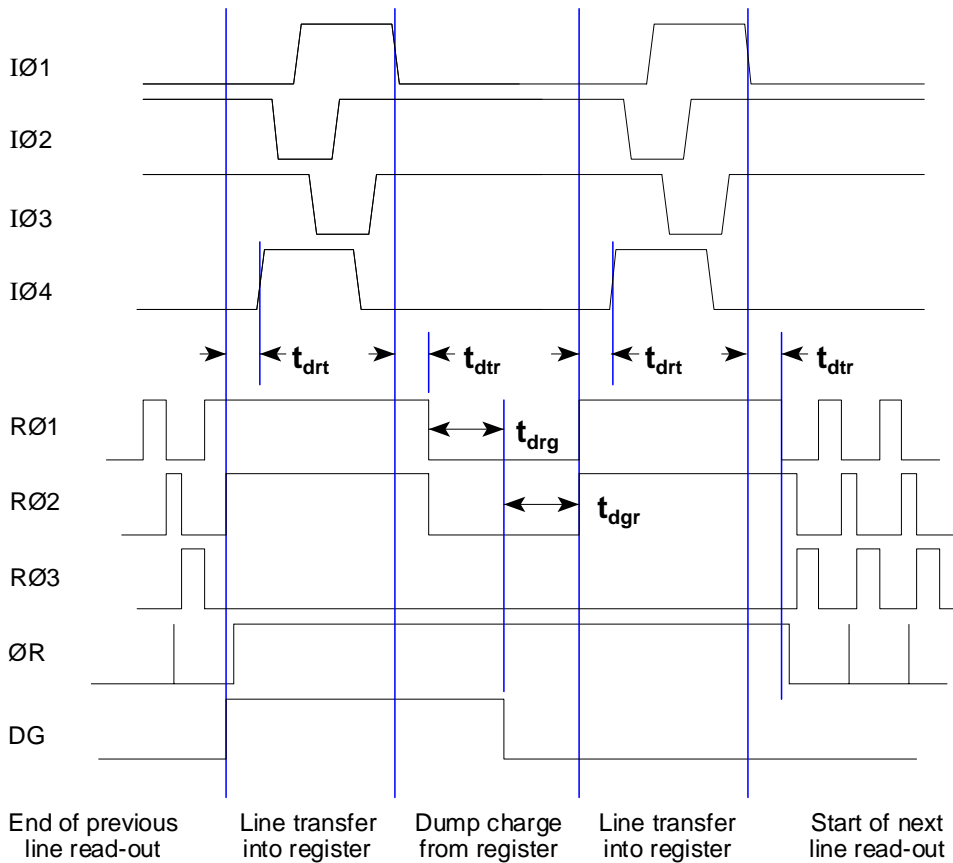 IØ1
IØ2
IØ3
IØ4
tdrt
tdtr
tdrt
tdtr
RØ1
tdrg
RØ2
tdgr
RØ3
ØR
DG
End of previous
line read-out
Line transfer
into register
Dump charge
from register
Line transfer
into register
Start of next
line read-out